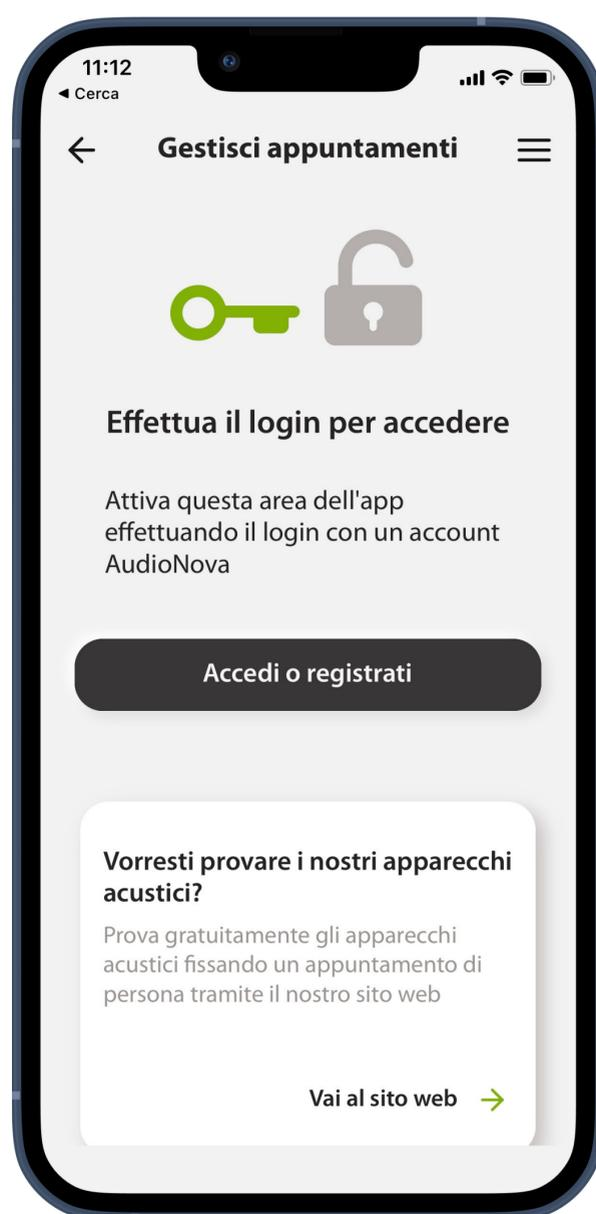 11:12
◄ Cerca
Gestisci appuntamenti
Effettua il login per accedere
Attiva questa area dell'app
effettuando il login con un account
AudioNova
Accedi o registrati
Vorresti provare i nostri apparecchi
acustici?
Prova gratuitamente gli apparecchi
acustici fissando un appuntamento di
persona tramite il nostro sito web
Vai al sito web